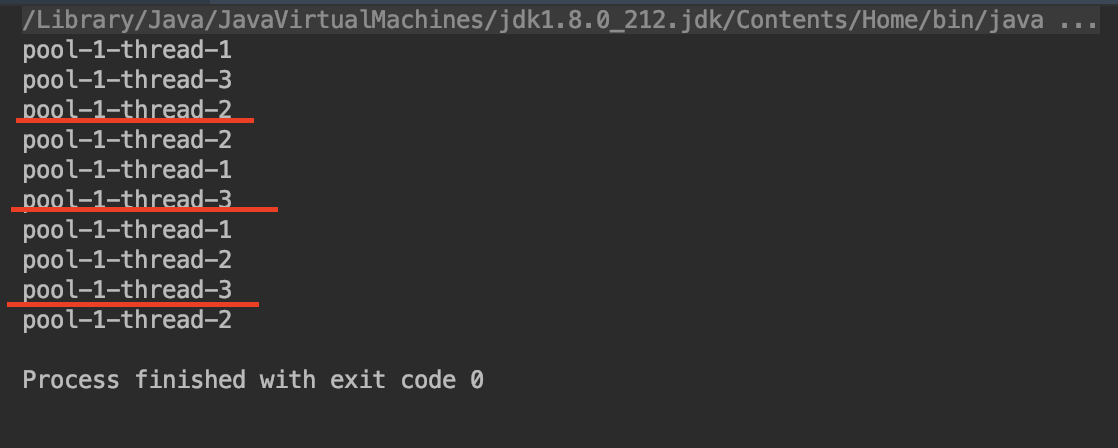 /Library/Java/JavaVirtualMachines/jdk1.8.0_212.jdk/Contents/Home/bin/java ...
pool-1-thread-1
pool-1-thread-3
pool-1-thread-2
pool-1-thread-2
pool-1-thread-1
pool-1-thread-3
pool-1-thread-1
pool-1-thread-2
pool-1-thread-3
pool-1-thread-2
Process finished with exit code 0